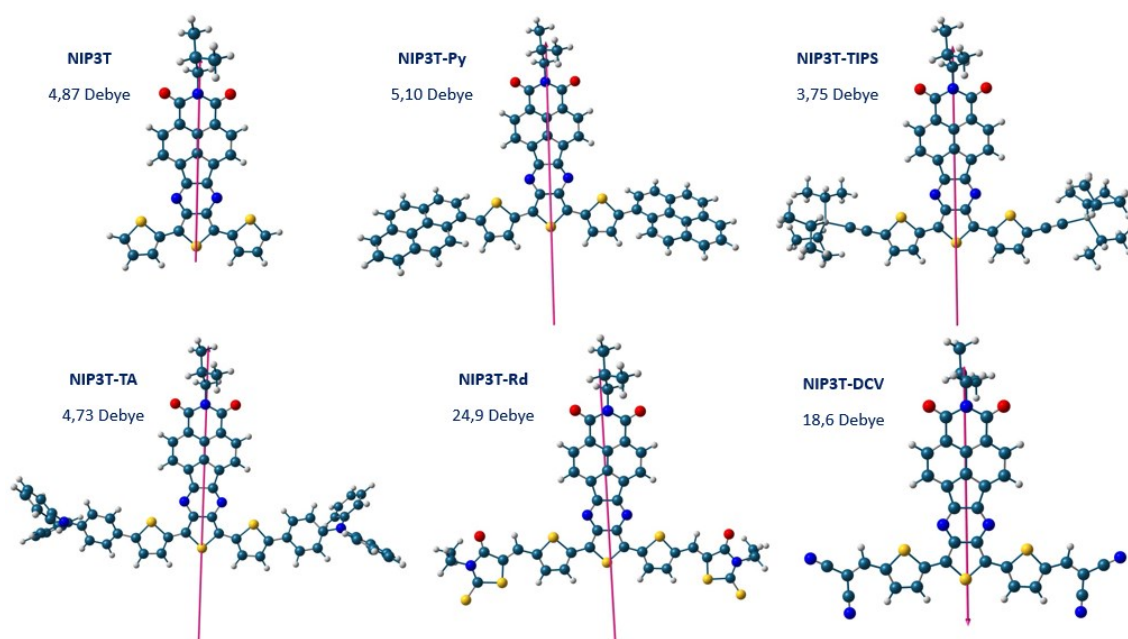 NIP3T
4,87 Debye
NIP3T-Py
5,10 Debye
NIP3T-TIPS
3,75 Debye
NIP3T-TA
4,73 Debye
NIP3T-Rd
24,9 Debye
NIP3T-DCV
18,6 Debye